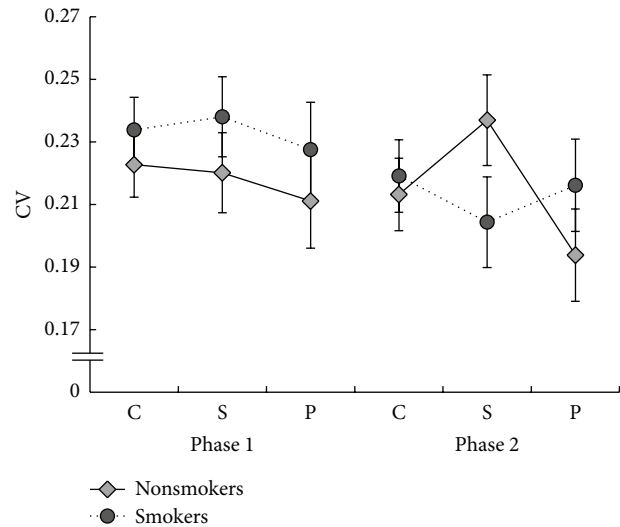 0.27
0.25
0.23
0.21
0.19
0.17
0
CV
C S P C S P
Phase 1 Phase 2
Nonsmokers
Smokers